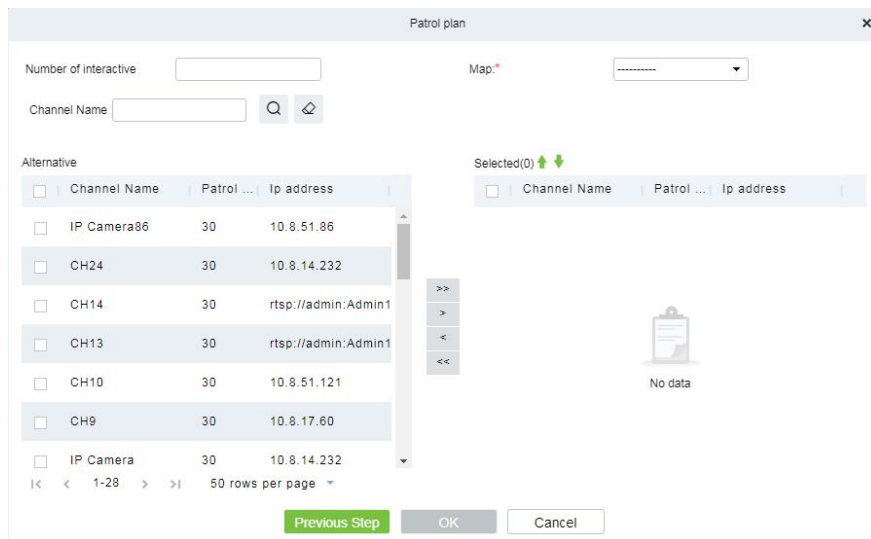 Patrol plan ×
Number of interactive Map:* ----------
Channel Name
Alternative Selected(0)
Channel Name Patrol ... Ip address Channel Name Patrol ... Ip address
IP Camera86 30 10.8.51.86
CH24 30 10.8.14.232
CH14 30 rtsp://admin:Admin1
CH13 30 rtsp://admin:Admin1
CH10 30 10.8.51.121
CH9 30 10.8.17.60
IP Camera 30 10.8.14.232
>>
>
<
<<
No data
|< < 1-28 > >| 50 rows per page
Previous Step OK Cancel